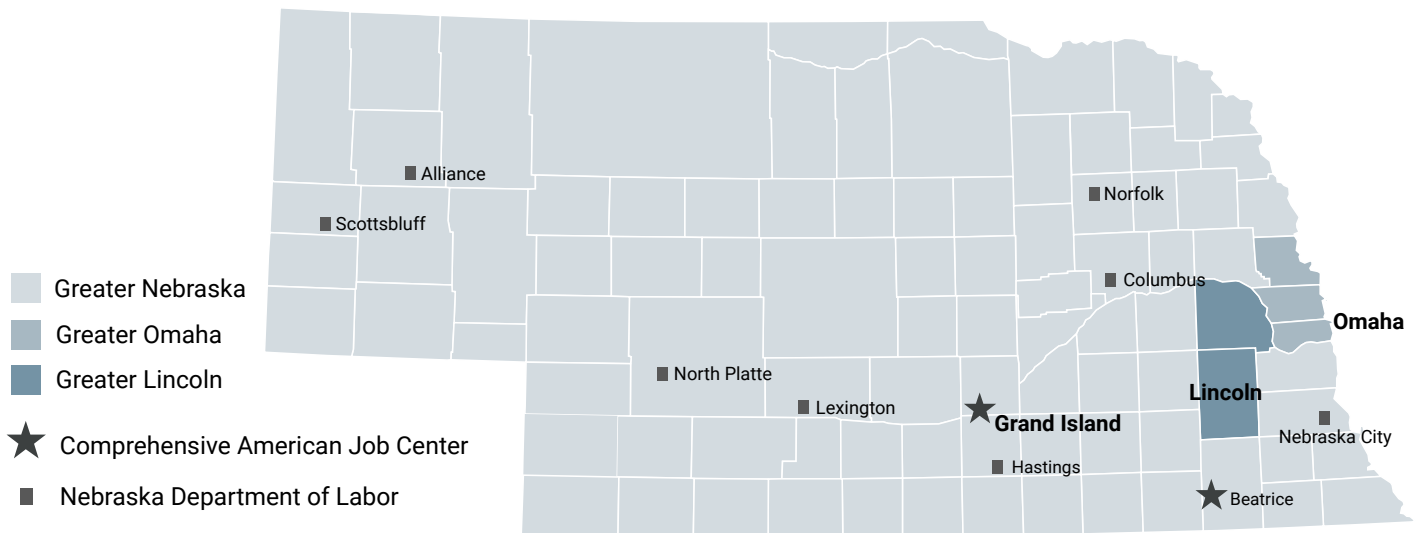 Alliance
Norfolk
Scottsbluff
Columbus
Greater Nebraska
Omaha
Greater Omaha
North Platte
Greater Lincoln
Lincoln
Lexington
Grand Island
Nebraska City
Comprehensive American Job Center
Hastings
Nebraska Department of Labor
Beatrice